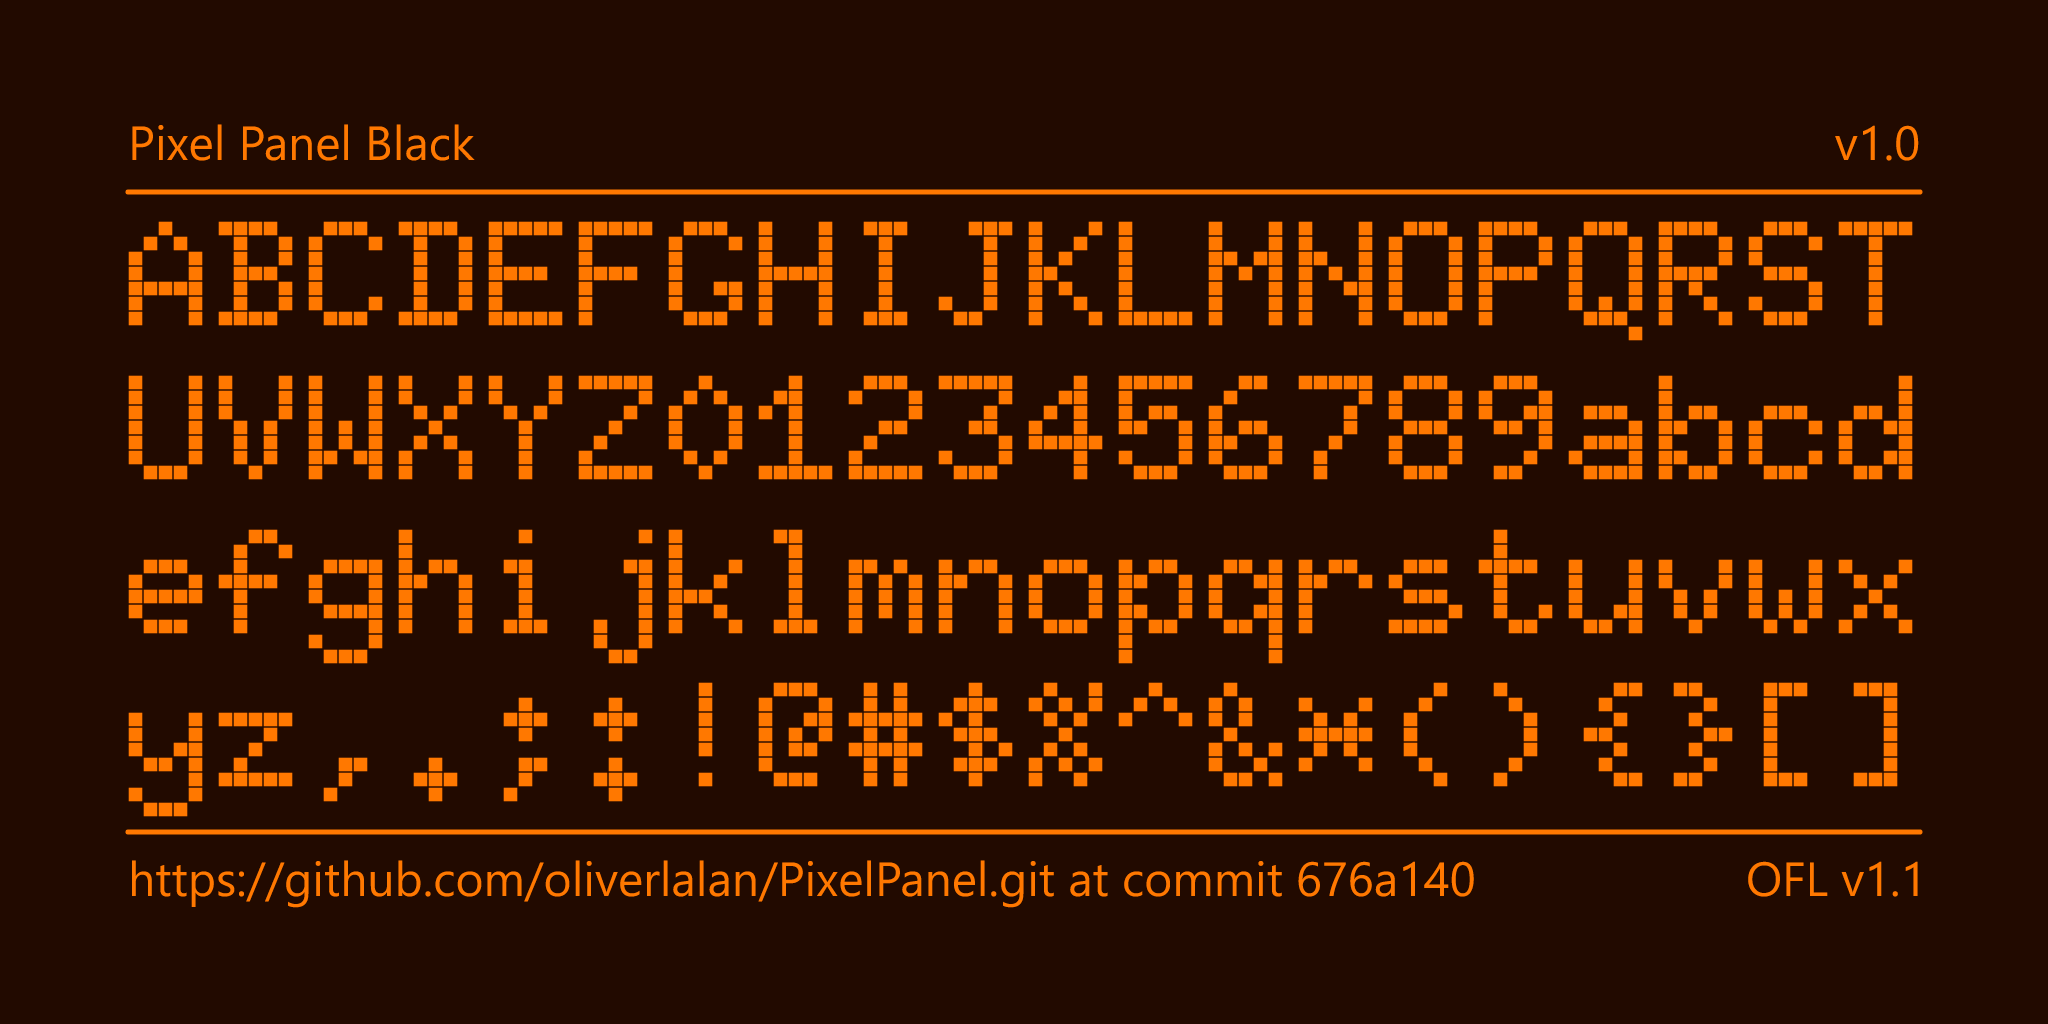 Pixel Panel Black
v1.0
ABCDEFGHIJKLMNOPQRST
UVWXYZ0123456789abcd
efghijklmnopqrstuvwx
yz,.;:!@#$%^&*(){}[]
https://github.com/oliverlalan/PixelPanel.git at commit 676a140
OFL v1.1